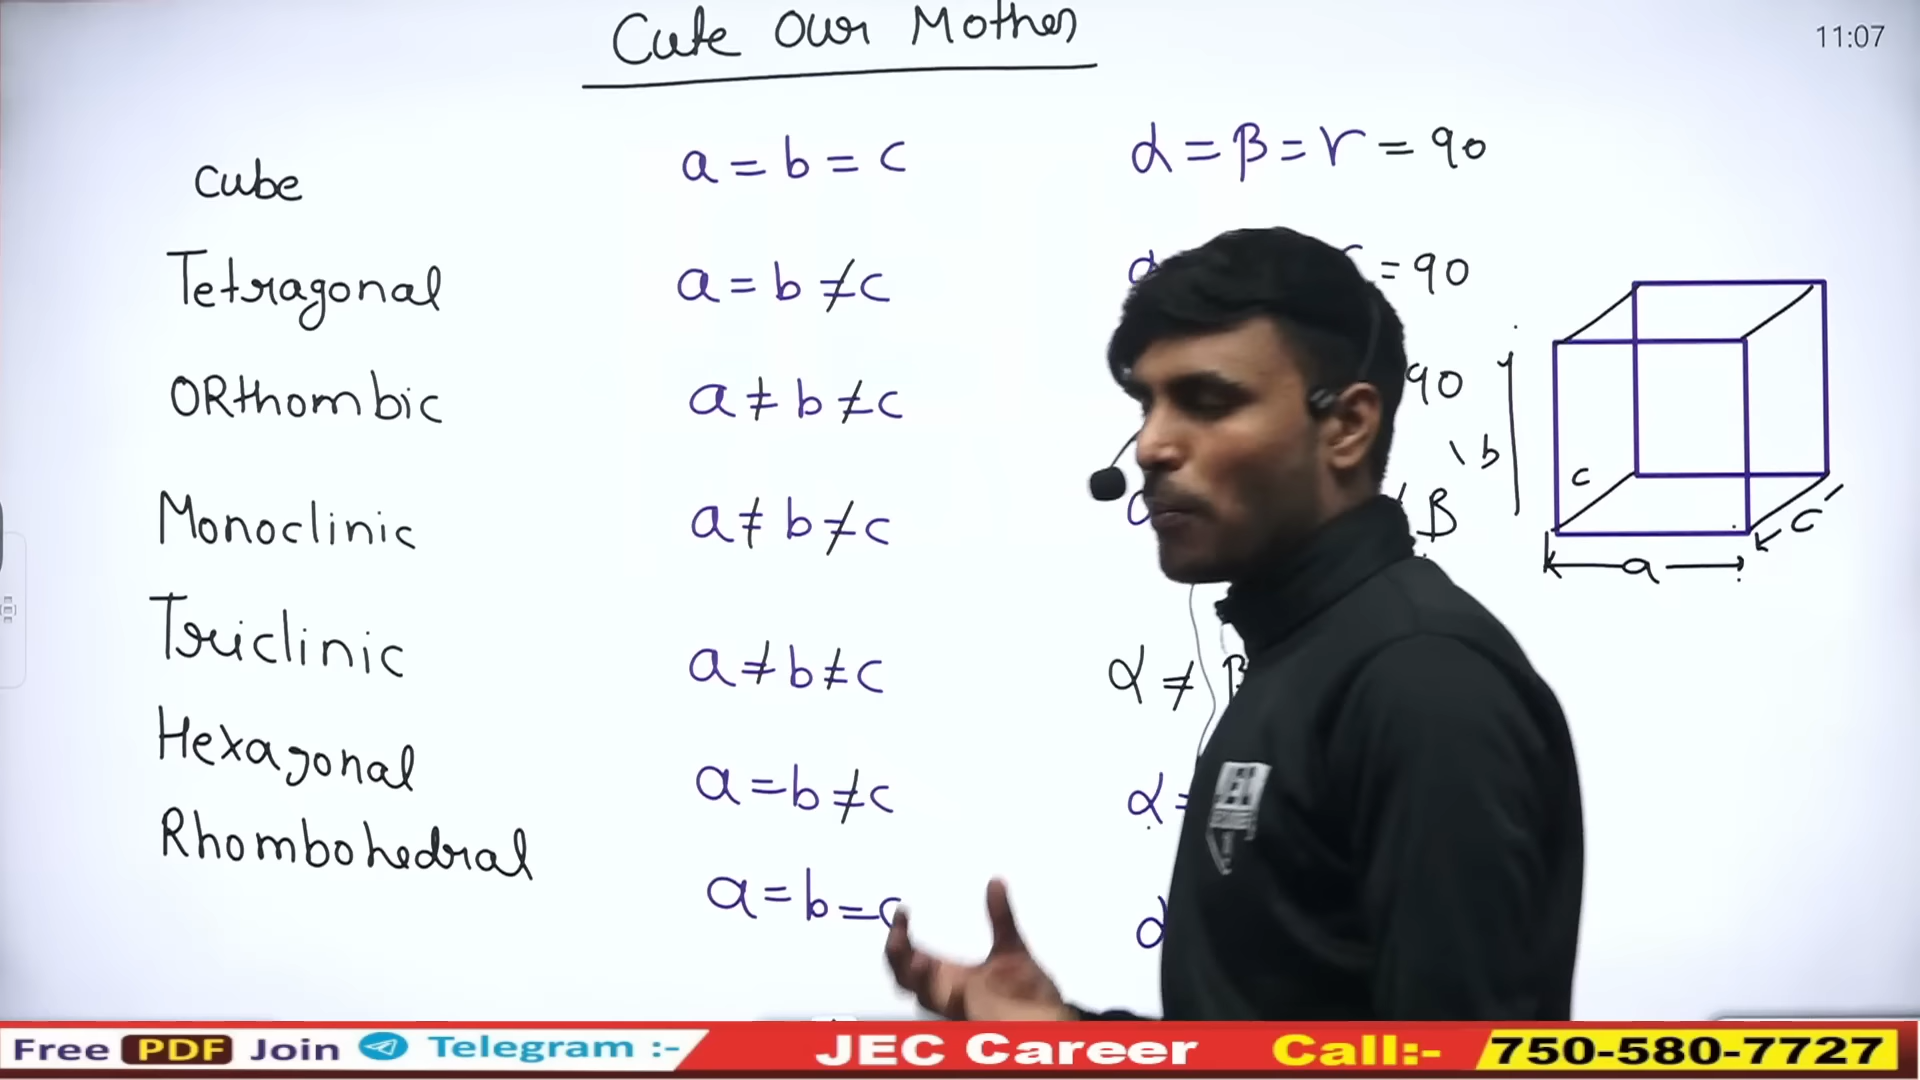 Cute Our Mother
11:07
cube a = b = c α = β = γ = 90
Tetragonal a = b ≠ c = 90
ORthombic a ≠ b ≠ c 90
b
c
Monoclinic a ≠ b ≠ c β
c
a
Triclinic a ≠ b ≠ c α ≠ β
Hexagonal a = b ≠ c α =
Rhombohedral a = b = c α
JEC
Free PDF Join Telegram :- JEC Career Call:- 750-580-7727